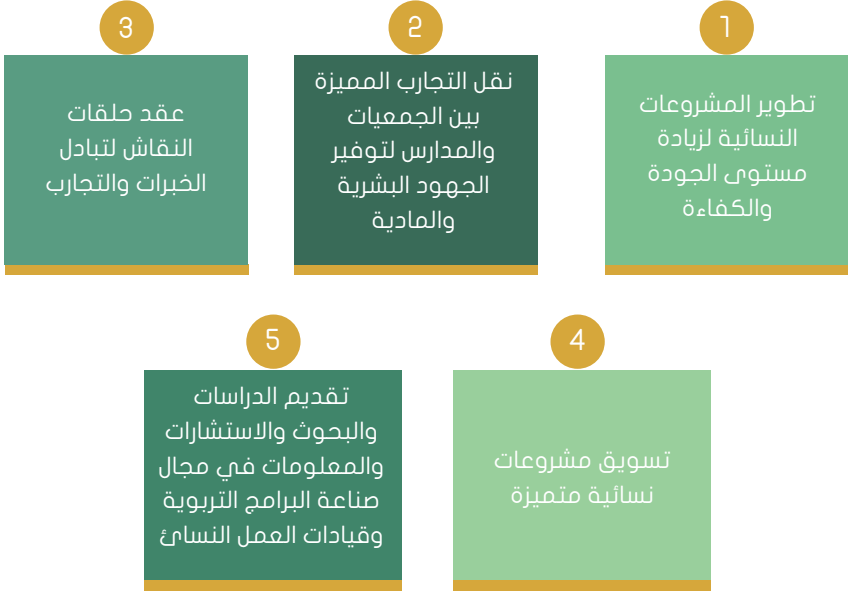 1
تطوير المشروعات
النسائية لزيادة
مستوى الجودة
والكفاءة
2
نقل التجارب المميزة
بين الجمعيات
والمدارس لتوفير
الجهود البشرية
والمادية
3
عقد حلقات
النقاش لتبادل
الخبرات والتجارب
4
تسويق مشروعات
نسائية متميزة
5
تقديم الدراسات
والبحوث والاستشارات
والمعلومات في مجال
صناعة البرامج التربوية
وقيادات العمل النسائ